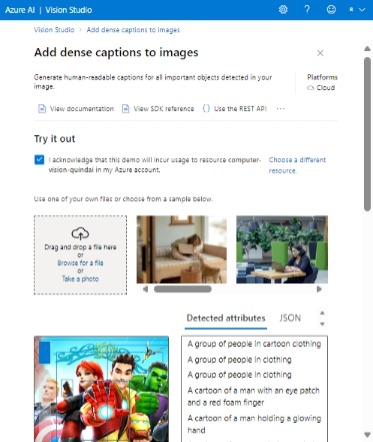 Azure AI | Vision Studio
Vision Studio > Add dense captions to images
Add dense captions to images
Generate human-readable captions for all important objects detected in your
image.
Platforms
Cloud
View documentation
View SDK reference
Use the REST API
Try it out
I acknowledge that this demo will incur usage to resource computer-
vision-quindai in my Azure account.
Choose a different
resource.
Use one of your own files or choose from a sample below.
Drag and drop a file here
or
Browse for a file
or
Take a photo
Detected attributes
JSON
A group of people in cartoon clothing
A group of people in clothing
A group of people in clothing
A cartoon of a man with an eye patch
and a red foam finger
A cartoon of a man holding a glowing
hand